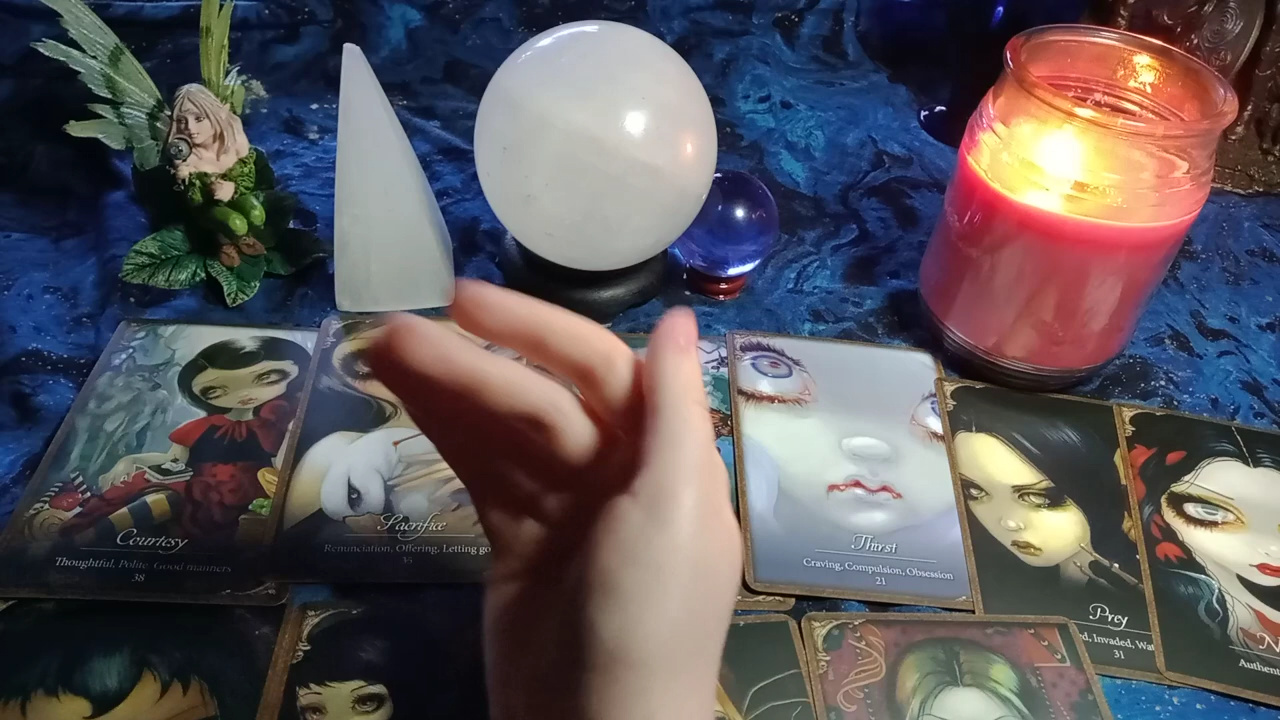 Courtesy
Thoughtful, Polite, Good manners
38
Sacrifice
Renunciation, Offering, Letting go
35
Thirst
Craving, Compulsion, Obsession
21
Prey
Invaded,
31